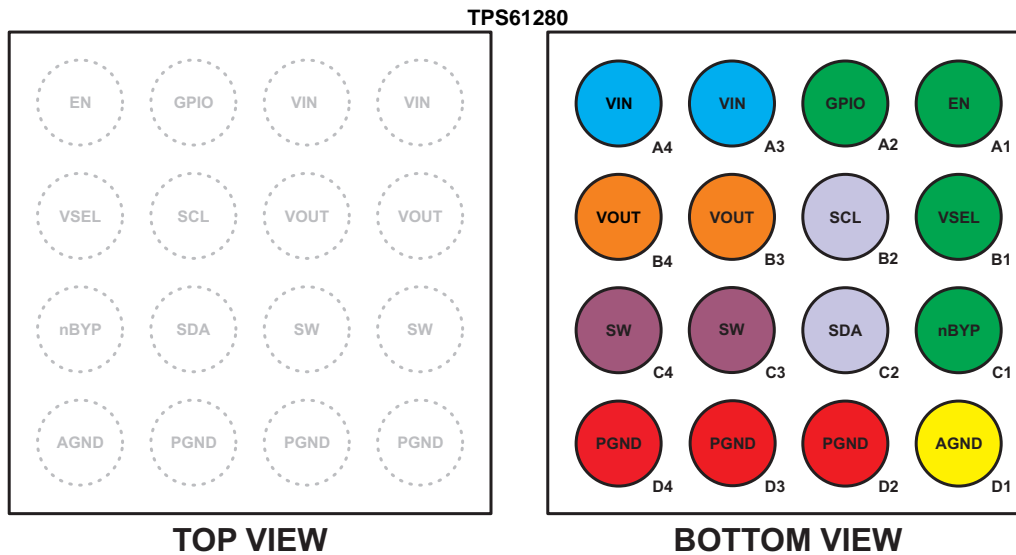 TPS61280
EN GPIO VIN VIN
VSEL SCL VOUT VOUT
nBYP SDA SW SW
AGND PGND PGND PGND
TOP VIEW
VIN VIN GPIO EN
A4 A3 A2 A1
VOUT VOUT SCL VSEL
B4 B3 B2 B1
SW SW SDA nBYP
C4 C3 C2 C1
PGND PGND PGND AGND
D4 D3 D2 D1
BOTTOM VIEW